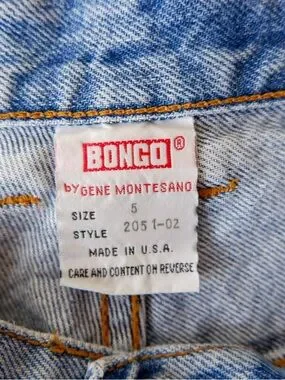 BONGO®
by GENE MONTESANO
SIZE 5
STYLE 2051-02
MADE IN U.S.A.
CARE AND CONTENT ON REVERSE